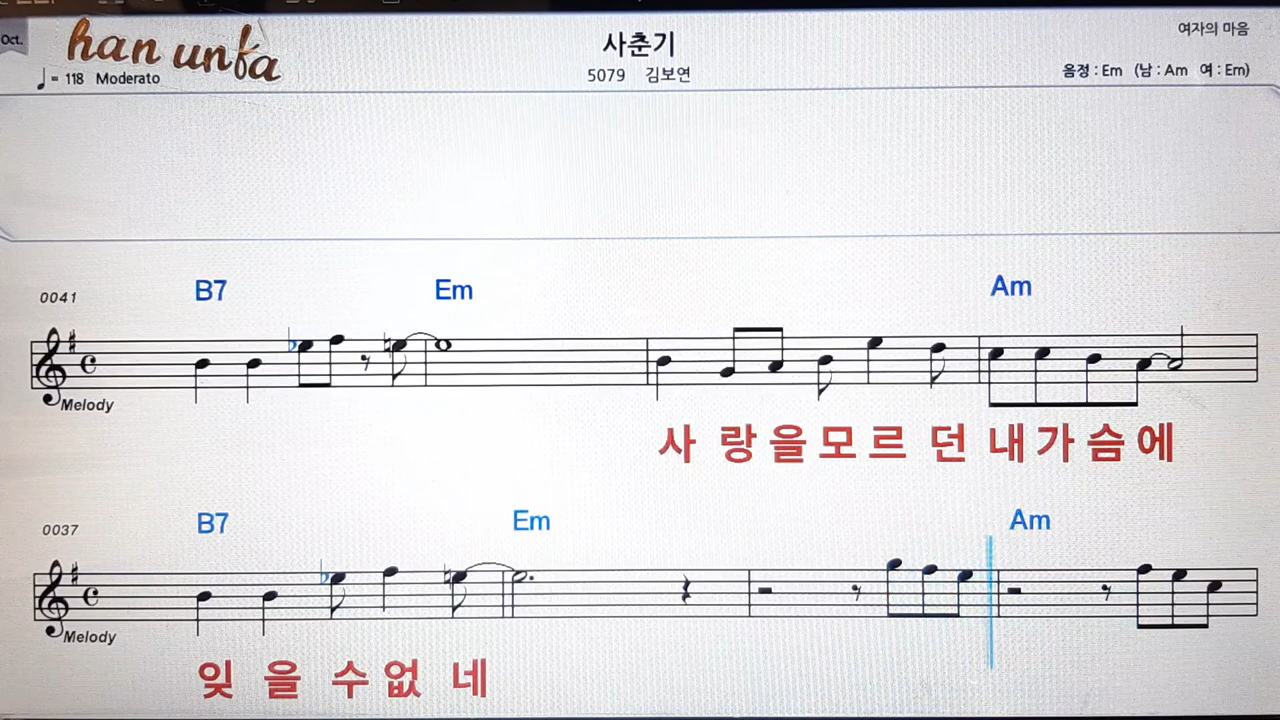 Oct.
han unfa
사춘기
여자의 마음
♩= 118 Moderato
5079 김보연
음정 : Em (남 : Am 여 : Em)
0041 B7 Em Am
Melody
사 랑 을 모 르 던 내 가 슴 에
0037 B7 Em Am
Melody
잊 을 수 없 네